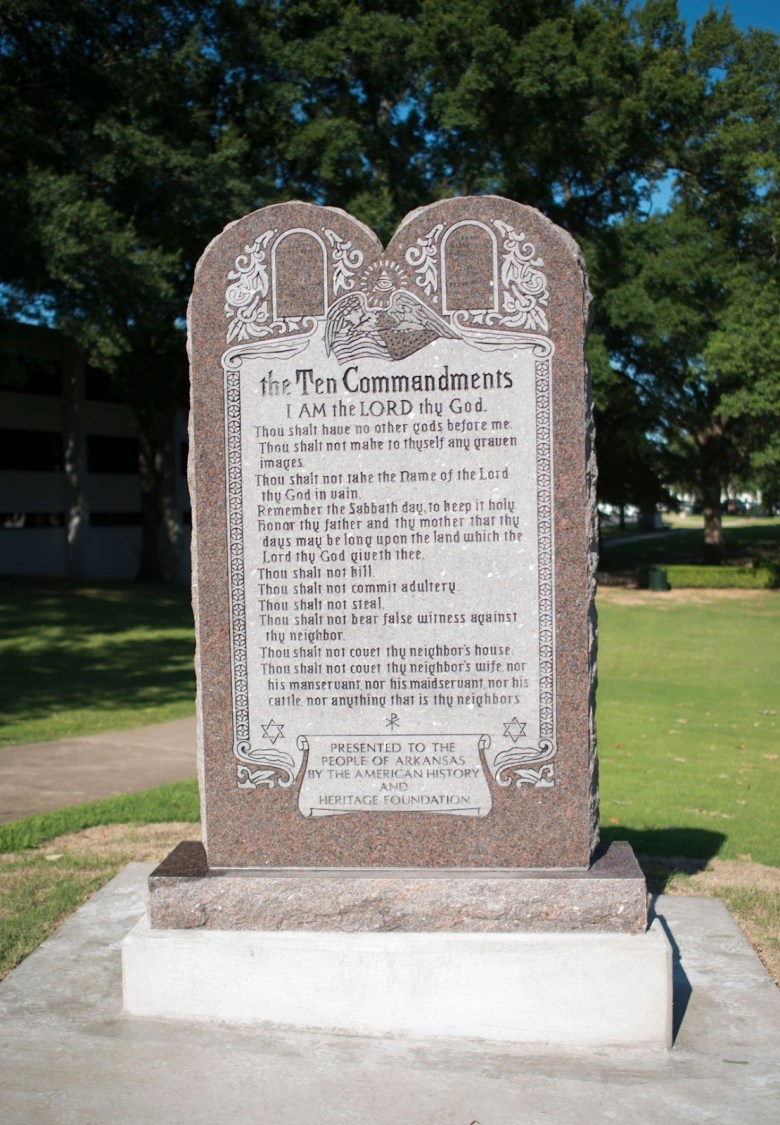 the Ten Commandments
I AM the LORD thy God.
Thou shalt have no other gods before me.
Thou shalt not make to thyself any graven
images.
Thou shalt not take the Name of the Lord
thy God in vain.
Remember the Sabbath day, to keep it holy.
Honor thy father and thy mother that thy
days may be long upon the land which the
Lord thy God giveth thee.
Thou shalt not kill.
Thou shalt not commit adultery.
Thou shalt not steal.
Thou shalt not bear false witness against
thy neighbor.
Thou shalt not covet thy neighbor's house.
Thou shalt not covet thy neighbor's wife, nor
his manservant, nor his maidservant, nor his
cattle, nor anything that is thy neighbors
PRESENTED TO THE
PEOPLE OF ARKANSAS
BY THE AMERICAN HISTORY
AND
HERITAGE FOUNDATION